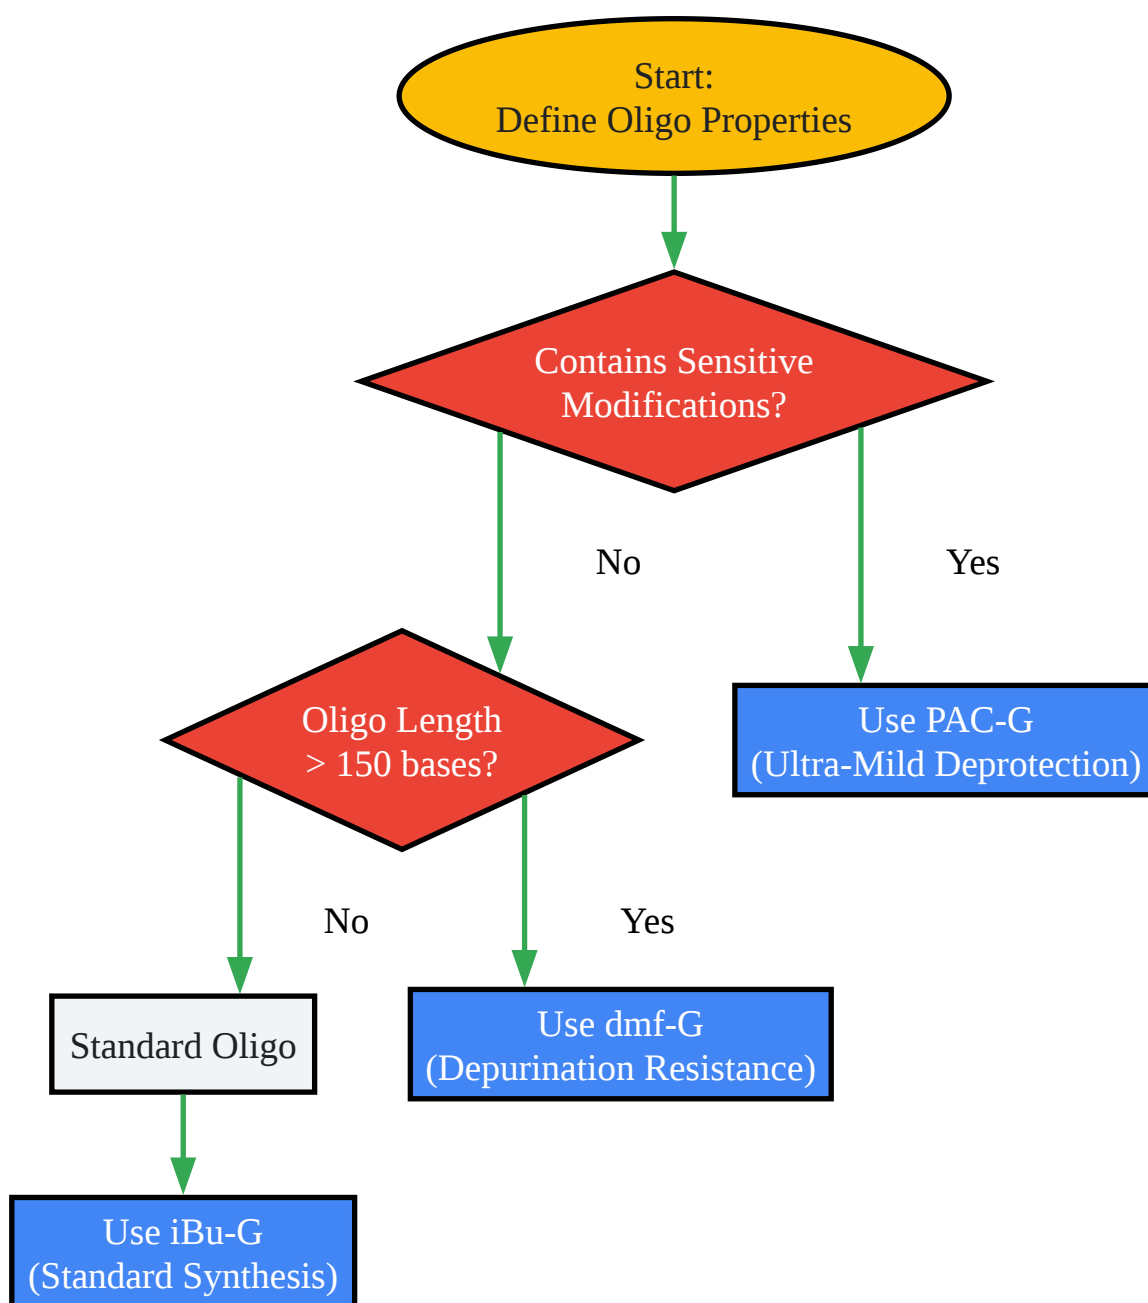 Start:
Define Oligo Properties
Contains Sensitive
Modifications?
No
Yes
Oligo Length
> 150 bases?
Use PAC-G
(Ultra-Mild Deprotection)
No
Yes
Standard Oligo
Use dmf-G
(Depurination Resistance)
Use iBu-G
(Standard Synthesis)